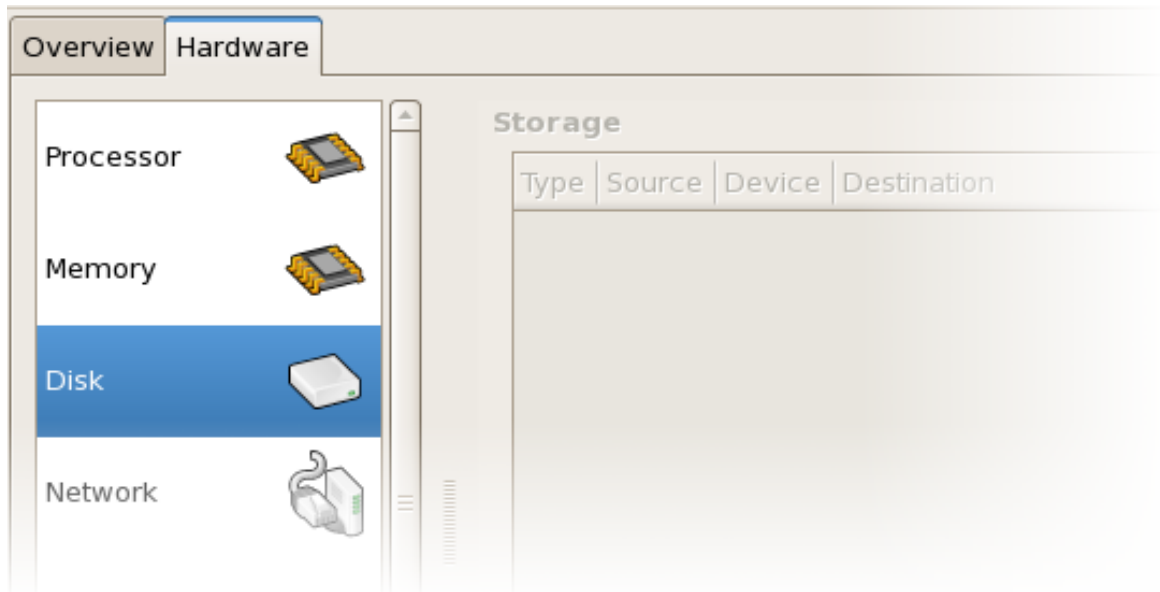 Overview Hardware
Storage
Processor
Type Source Device Destination
Memory
Disk
Network